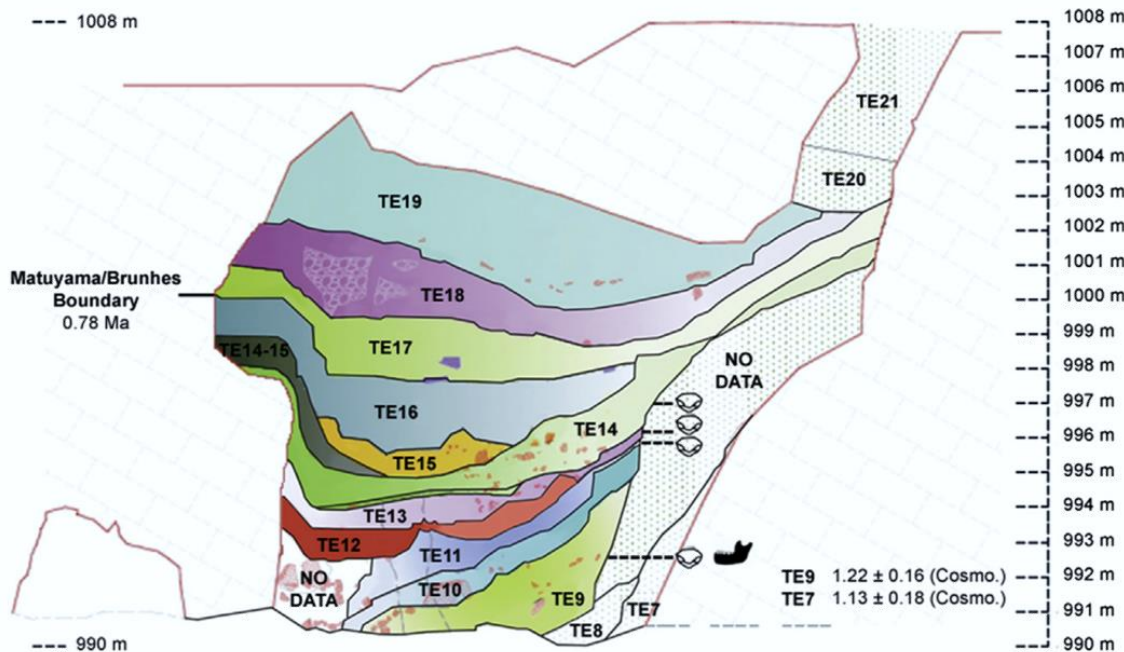 1008 m
1008 m
1007 m
1006 m
1005 m
1004 m
1003 m
1002 m
1001 m
1000 m
999 m
998 m
997 m
996 m
995 m
994 m
993 m
992 m
991 m
990 m
TE21
TE20
TE19
Matuyama/Brunhes
Boundary
0.78 Ma
TE18
TE17
TE14-15
NO
DATA
TE16
TE14
TE15
TE13
TE12
TE11
NO
DATA
TE10
TE9
TE7
TE8
TE9 1.22 ± 0.16 (Cosmo.)
TE7 1.13 ± 0.18 (Cosmo.)
990 m